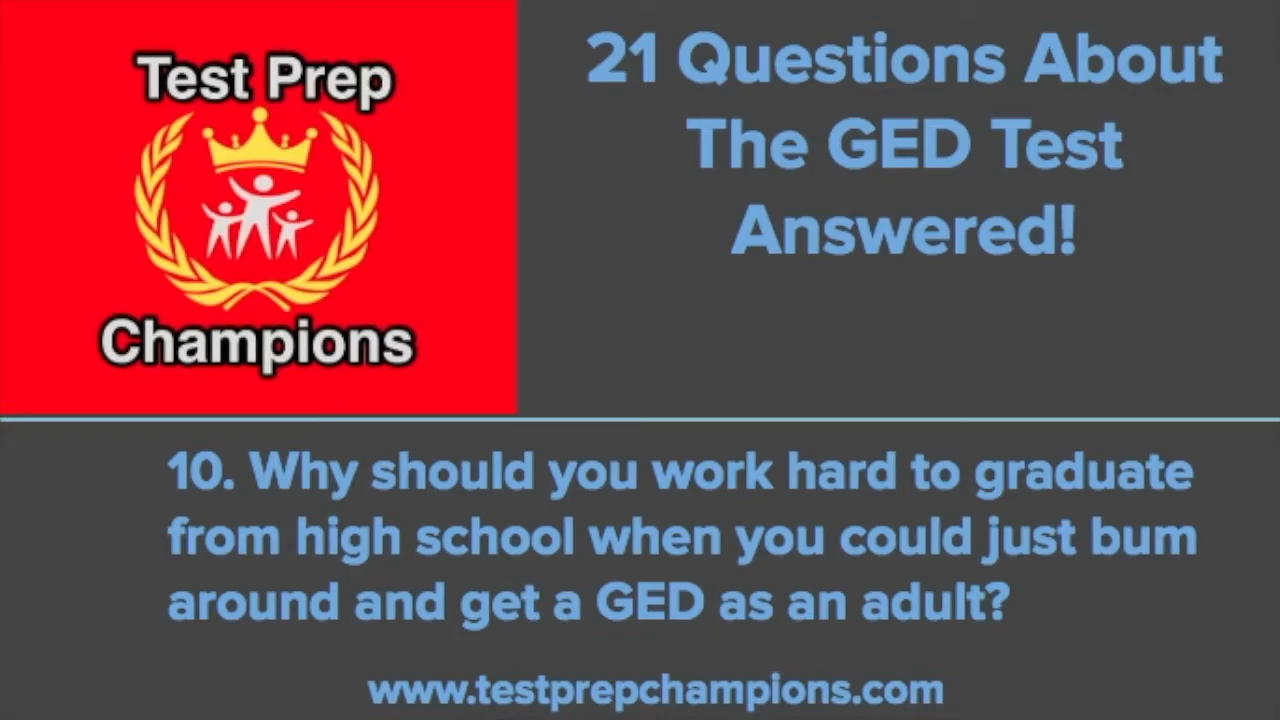 Test Prep
Champions
21 Questions About
The GED Test
Answered!
10. Why should you work hard to graduate
from high school when you could just bum
around and get a GED as an adult?
www.testprepchampions.com